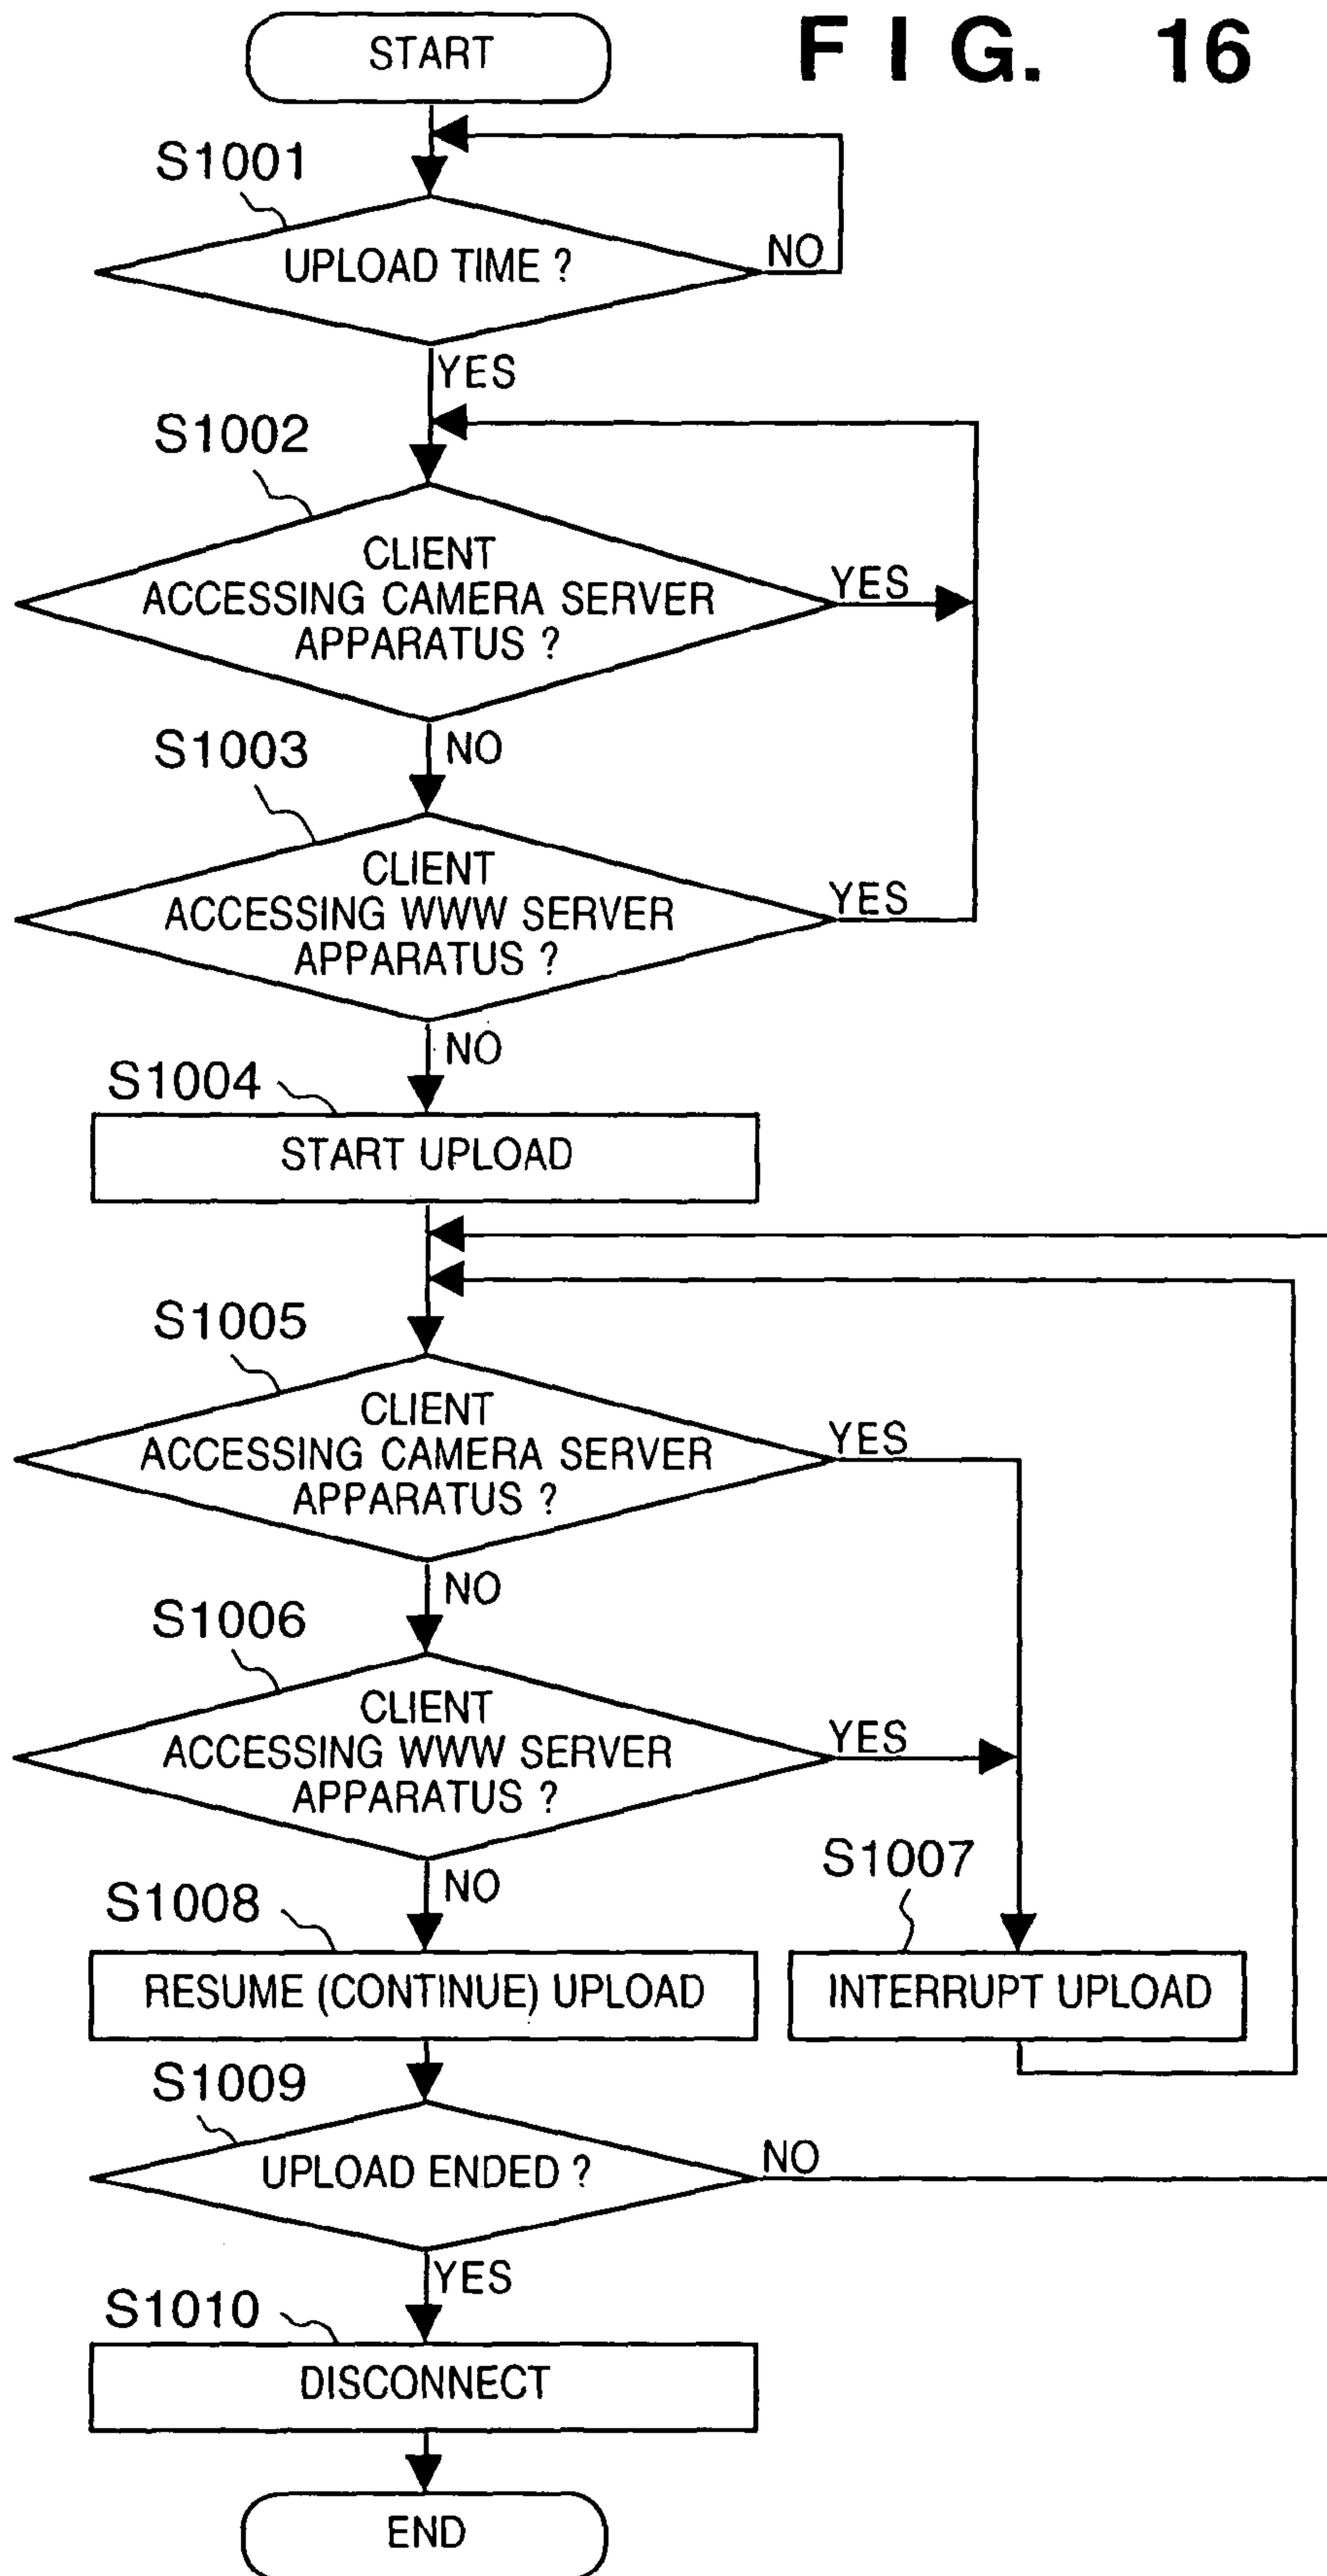 START
FIG. 16
S1001
UPLOAD TIME ?
NO
YES
S1002
CLIENT
ACCESSING CAMERA SERVER
APPARATUS ?
YES
NO
S1003
CLIENT
ACCESSING WWW SERVER
APPARATUS ?
YES
NO
S1004
START UPLOAD
S1005
CLIENT
ACCESSING CAMERA SERVER
APPARATUS ?
YES
NO
S1006
CLIENT
ACCESSING WWW SERVER
APPARATUS ?
YES
NO
S1007
INTERRUPT UPLOAD
S1008
RESUME (CONTINUE) UPLOAD
S1009
UPLOAD ENDED ?
NO
YES
S1010
DISCONNECT
END